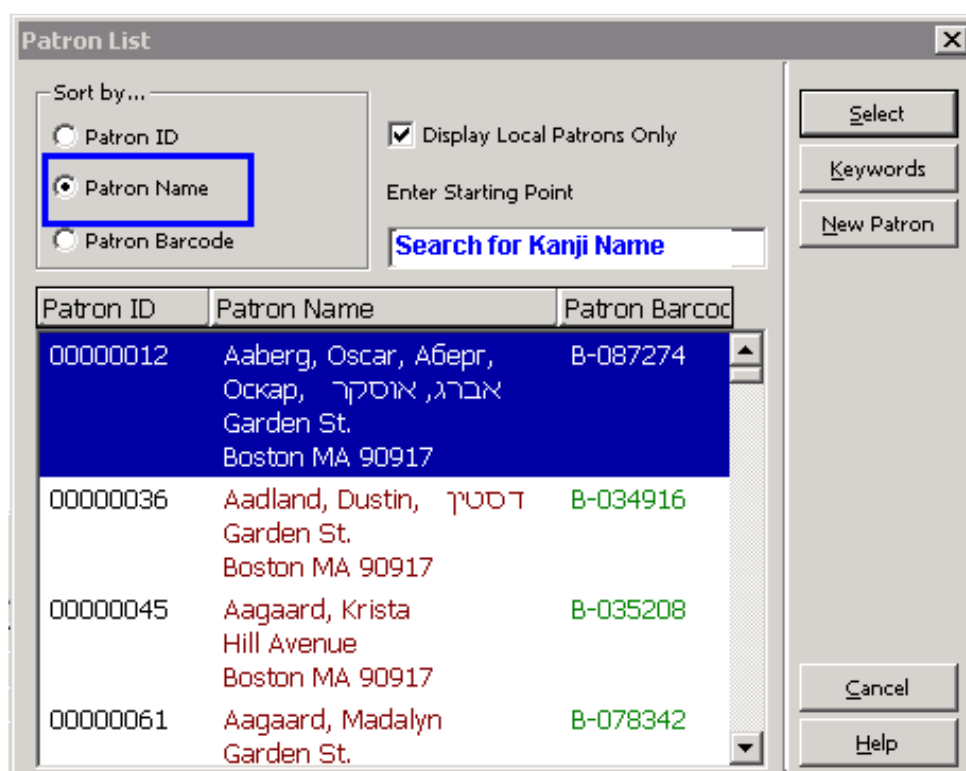 Patron List
Sort by...
Patron ID
Patron Name
Patron Barcode
Display Local Patrons Only
Enter Starting Point
Search for Kanji Name
Select
Keywords
New Patron
Patron ID Patron Name Patron Barcod
00000012 Aaberg, Oscar, Аберг, B-087274
Оскар, אברג, אוסקר
Garden St.
Boston MA 90917
00000036 Aadland, Dustin, דסטין B-034916
Garden St.
Boston MA 90917
00000045 Aagaard, Krista B-035208
Hill Avenue
Boston MA 90917
00000061 Aagaard, Madalyn B-078342
Garden St.
Cancel
Help